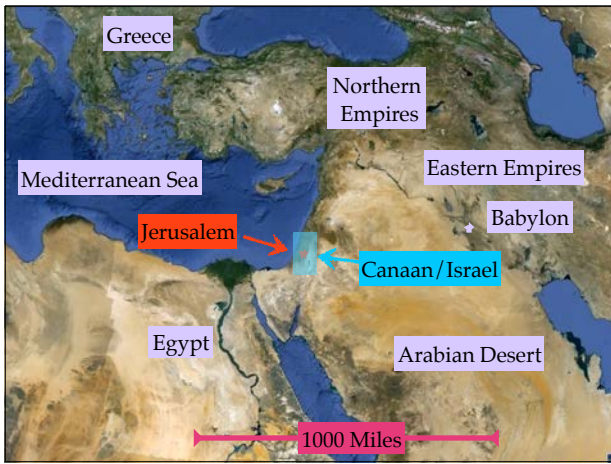 Greece
Northern
Empires
Eastern Empires
Mediterranean Sea
Babylon
Jerusalem
Canaan/Israel
Egypt
Arabian Desert
1000 Miles